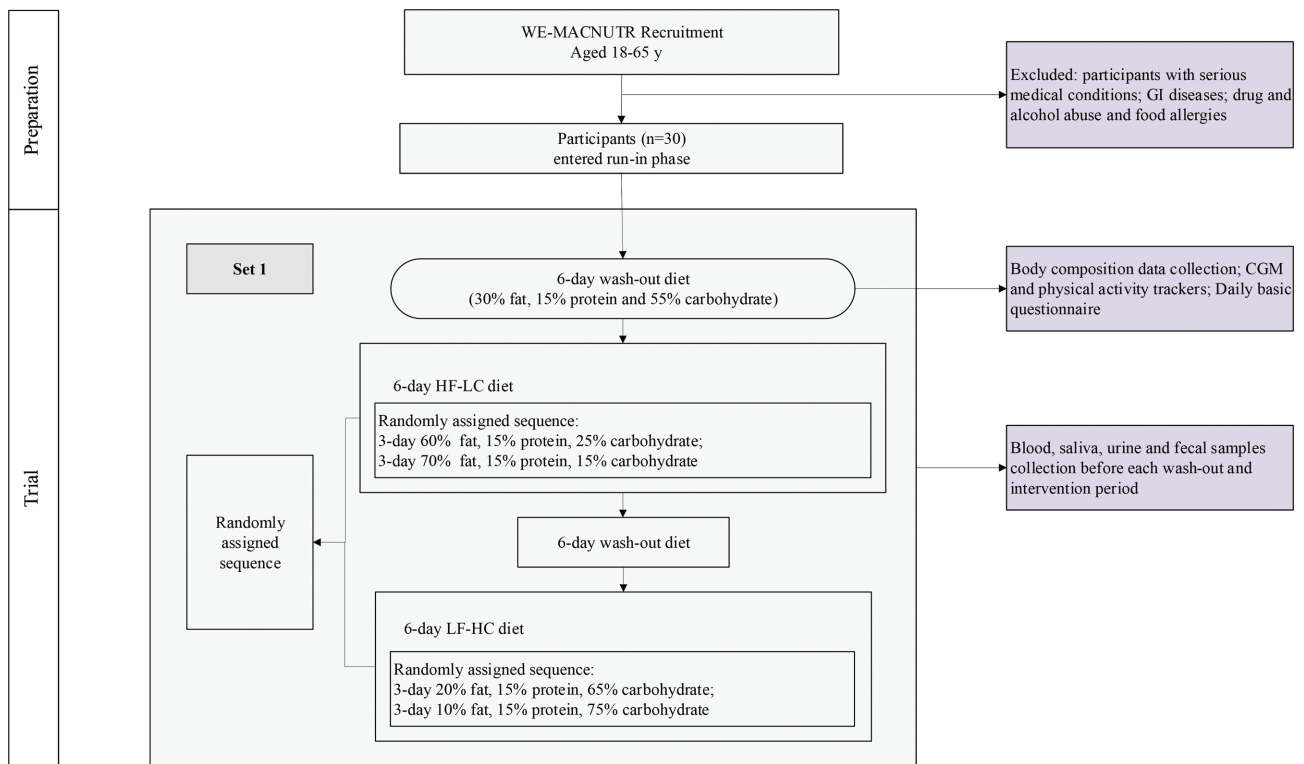 Preparation
WE-MACNUTR Recruitment
Aged 18-65 y
Excluded: participants with serious
medical conditions; GI diseases; drug and
alcohol abuse and food allergies
Participants (n=30)
entered run-in phase
Trial
Set 1
6-day wash-out diet
(30% fat, 15% protein and 55% carbohydrate)
Body composition data collection; CGM
and physical activity trackers; Daily basic
questionnaire
6-day HF-LC diet
Randomly assigned sequence:
3-day 60% fat, 15% protein, 25% carbohydrate;
3-day 70% fat, 15% protein, 15% carbohydrate
Blood, saliva, urine and fecal samples
collection before each wash-out and
intervention period
Randomly
assigned
sequence
6-day wash-out diet
6-day LF-HC diet
Randomly assigned sequence:
3-day 20% fat, 15% protein, 65% carbohydrate;
3-day 10% fat, 15% protein, 75% carbohydrate